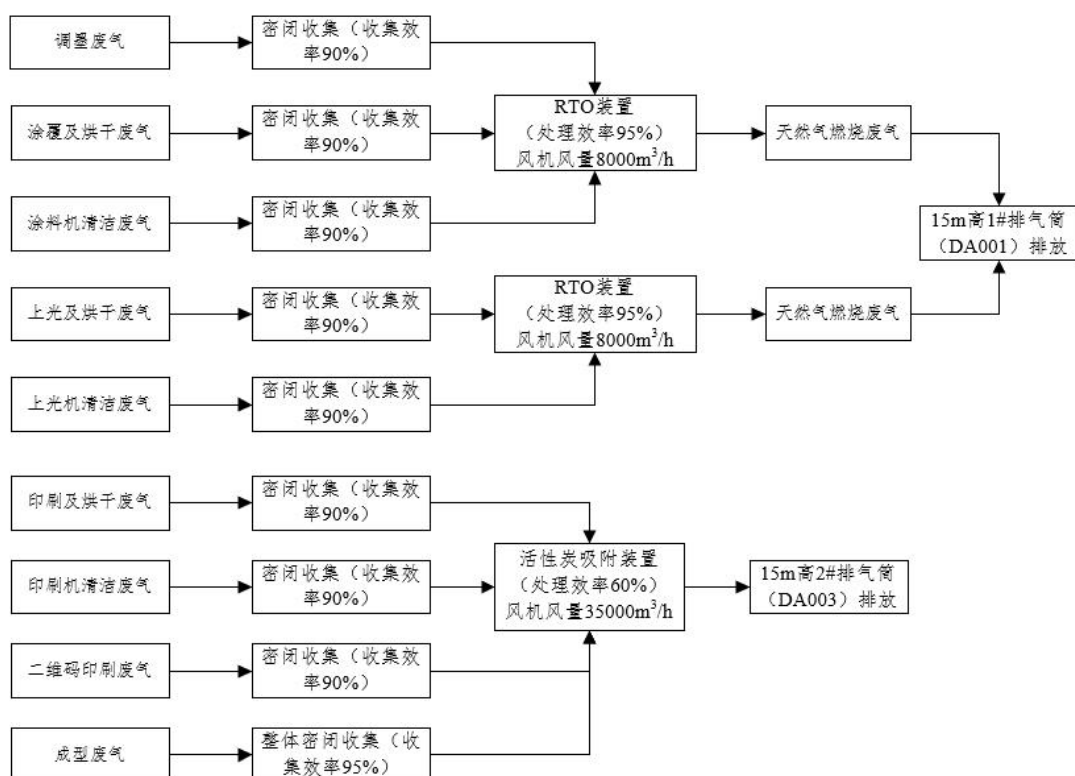 调墨废气
密闭收集（收集效
率90%）
涂覆及烘干废气
密闭收集（收集效
率90%）
RTO装置
（处理效率95%）
风机风量8000m³/h
天然气燃烧废气
涂料机清洁废气
密闭收集（收集效
率90%）
15m高1#排气筒
（DA001）排放
上光及烘干废气
密闭收集（收集效
率90%）
RTO装置
（处理效率95%）
风机风量8000m³/h
天然气燃烧废气
上光机清洁废气
密闭收集（收集效
率90%）
印刷及烘干废气
密闭收集（收集效
率90%）
印刷机清洁废气
密闭收集（收集效
率90%）
活性炭吸附装置
（处理效率60%）
风机风量35000m³/h
15m高2#排气筒
（DA003）排放
二维码印刷废气
密闭收集（收集效
率90%）
成型废气
整体密闭收集（收
集效率95%）